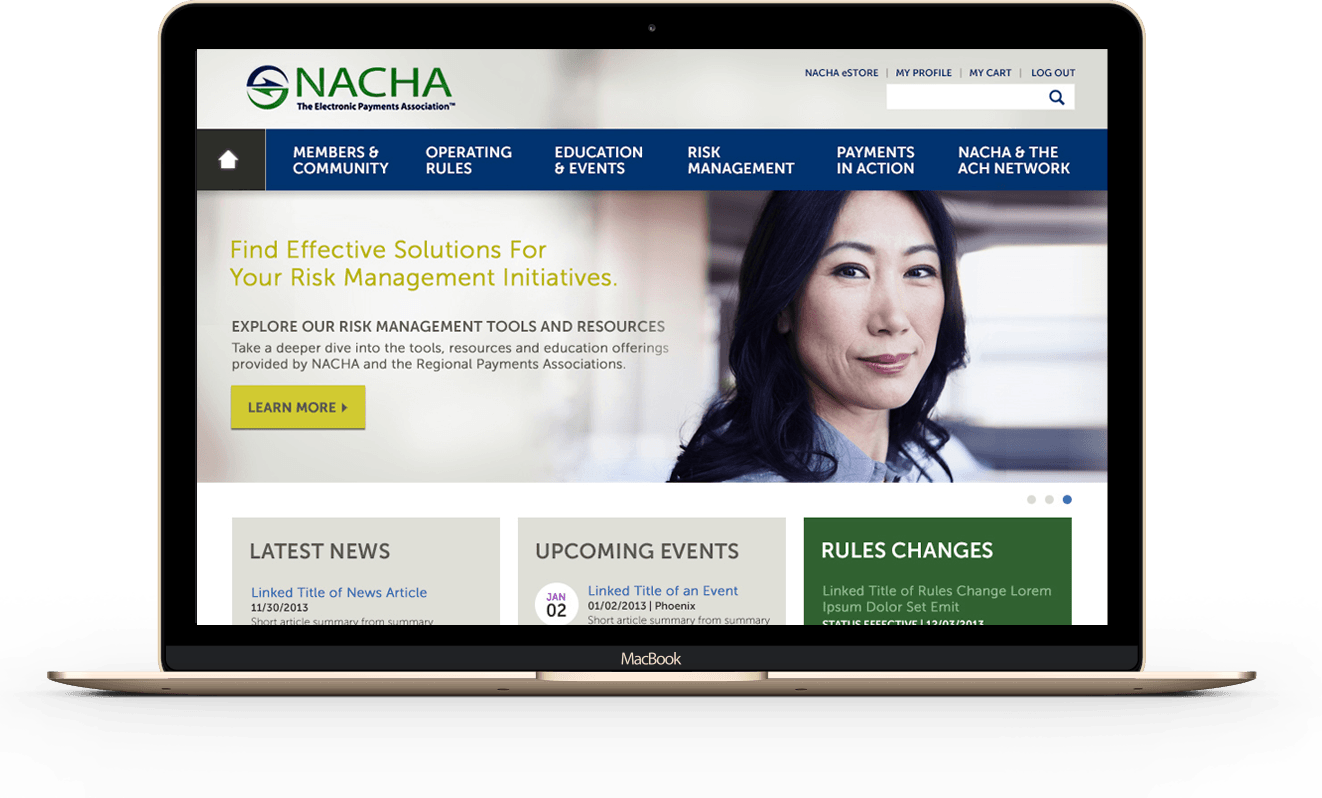 NACHA
The Electronic Payments Association™
NACHA eSTORE | MY PROFILE | MY CART | LOG OUT
MEMBERS &
COMMUNITY
OPERATING
RULES
EDUCATION
& EVENTS
RISK
MANAGEMENT
PAYMENTS
IN ACTION
NACHA & THE
ACH NETWORK
Find Effective Solutions For
Your Risk Management Initiatives.
EXPLORE OUR RISK MANAGEMENT TOOLS AND RESOURCES
Take a deeper dive into the tools, resources and education offerings
provided by NACHA and the Regional Payments Associations.
LEARN MORE
LATEST NEWS
Linked Title of News Article
11/30/2013
Short article summary from summary
UPCOMING EVENTS
JAN
02
Linked Title of an Event
01/02/2013 | Phoenix
Short article summary from summary
RULES CHANGES
Linked Title of Rules Change Lorem
Ipsum Dolor Set Emit
STATUS EFFECTIVE | 12/03/2013
MacBook